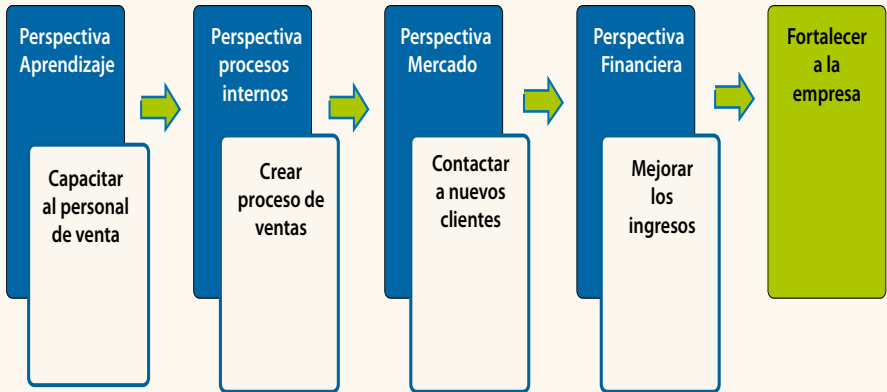 Perspectiva
Aprendizaje
Capacitar
al personal
de venta
Perspectiva
procesos
internos
Crear
proceso de
ventas
Perspectiva
Mercado
Contactar
a nuevos
clientes
Perspectiva
Financiera
Mejorar
los
ingresos
Fortalecer
a la
empresa